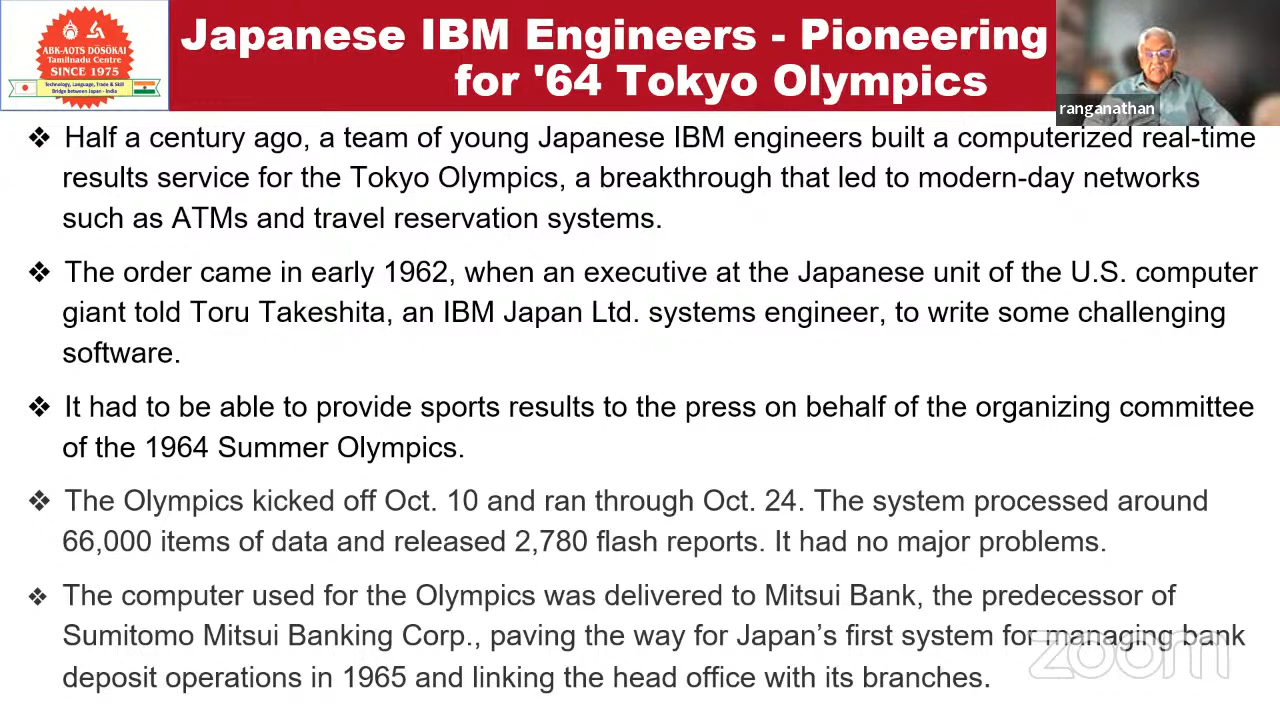 ABK-AOTS DŌSŌKAI
Tamilnadu Centre
SINCE 1975
Technology, Language, Trade & Skill
Bridge between Japan - India
Japanese IBM Engineers - Pioneering
for '64 Tokyo Olympics
ranganathan
❖ Half a century ago, a team of young Japanese IBM engineers built a computerized real-time
results service for the Tokyo Olympics, a breakthrough that led to modern-day networks
such as ATMs and travel reservation systems.
❖ The order came in early 1962, when an executive at the Japanese unit of the U.S. computer
giant told Toru Takeshita, an IBM Japan Ltd. systems engineer, to write some challenging
software.
❖ It had to be able to provide sports results to the press on behalf of the organizing committee
of the 1964 Summer Olympics.
❖ The Olympics kicked off Oct. 10 and ran through Oct. 24. The system processed around
66,000 items of data and released 2,780 flash reports. It had no major problems.
❖ The computer used for the Olympics was delivered to Mitsui Bank, the predecessor of
Sumitomo Mitsui Banking Corp., paving the way for Japan’s first system for managing bank
deposit operations in 1965 and linking the head office with its branches.
zoom